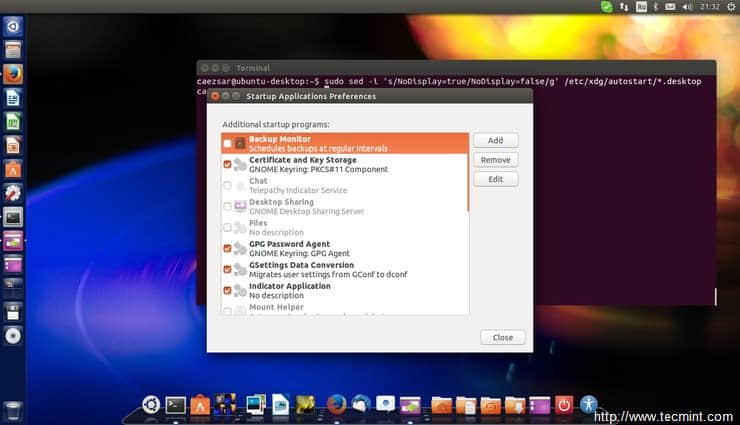 Ru
21:32
Terminal
caezsar@ubuntu-desktop:~$ sudo sed -i 's/NoDisplay=true/NoDisplay=false/g' /etc/xdg/autostart/*.desktop
ca
Startup Applications Preferences
Additional startup programs:
Backup Monitor
Schedules backups at regular intervals
Certificate and Key Storage
GNOME Keyring: PKCS#11 Component
Chat
Telepathy Indicator Service
Desktop Sharing
GNOME Desktop Sharing Server
Files
No description
GPG Password Agent
GNOME Keyring: GPG Agent
GSettings Data Conversion
Migrates user settings from GConf to dconf
Indicator Application
No description
Mount Helper
Add
Remove
Edit
Close
http://www.tecmint.com